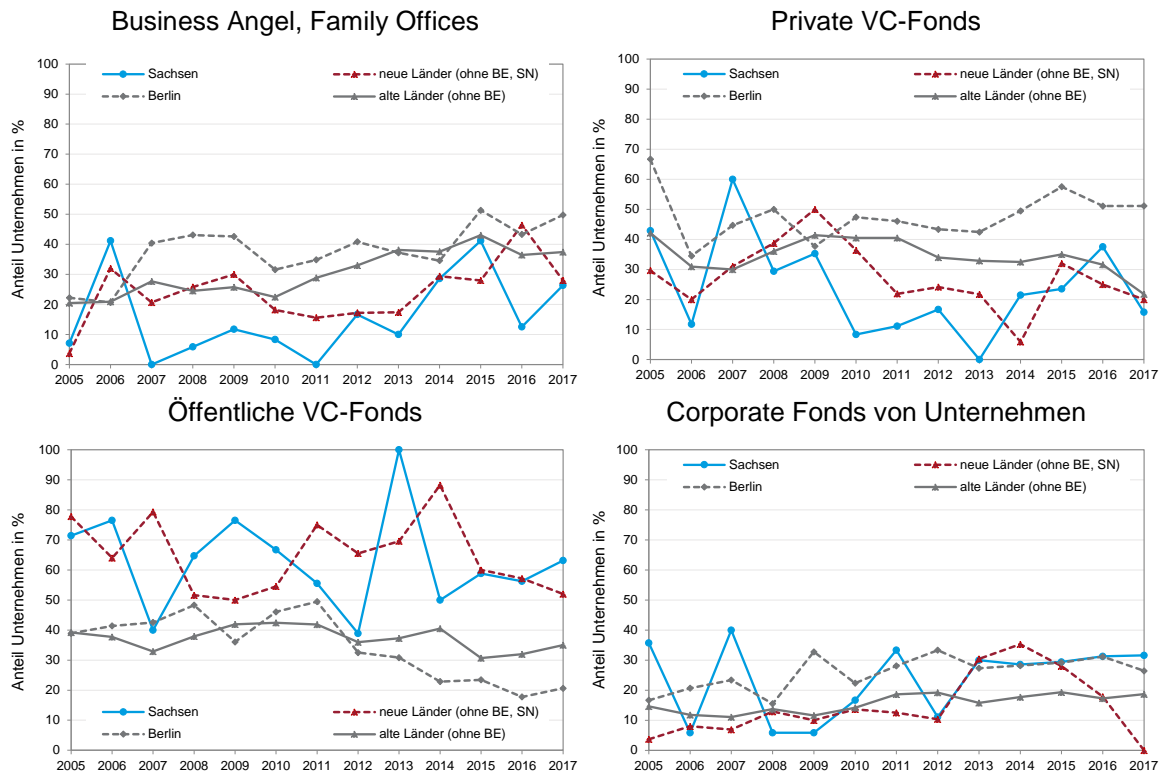 Business Angel, Family Offices
Anteil Unternehmen in %
100
90
80
70
60
50
40
30
20
10
0
Sachsen
neue Länder (ohne BE, SN)
Berlin
alte Länder (ohne BE)
2005 2006 2007 2008 2009 2010 2011 2012 2013 2014 2015 2016 2017
Private VC-Fonds
Anteil Unternehmen in %
100
90
80
70
60
50
40
30
20
10
0
Sachsen
neue Länder (ohne BE, SN)
Berlin
alte Länder (ohne BE)
2005 2006 2007 2008 2009 2010 2011 2012 2013 2014 2015 2016 2017
Öffentliche VC-Fonds
Anteil Unternehmen in %
100
90
80
70
60
50
40
30
20
10
0
Sachsen
neue Länder (ohne BE, SN)
Berlin
alte Länder (ohne BE)
2005 2006 2007 2008 2009 2010 2011 2012 2013 2014 2015 2016 2017
Corporate Fonds von Unternehmen
Anteil Unternehmen in %
100
90
80
70
60
50
40
30
20
10
0
Sachsen
neue Länder (ohne BE, SN)
Berlin
alte Länder (ohne BE)
2005 2006 2007 2008 2009 2010 2011 2012 2013 2014 2015 2016 2017